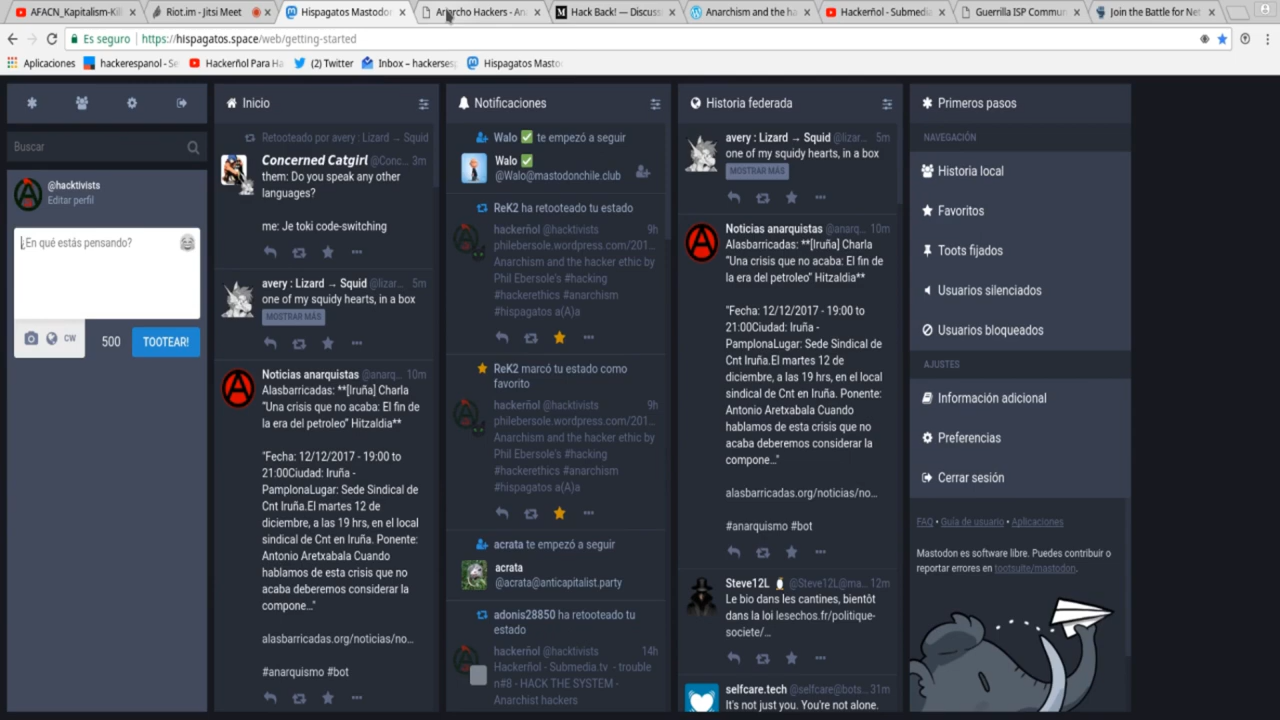 AFACN_Kapitalism-Kil
Riot.im - Jitsi Meet
Hispagatos Mastodon
Anarcho Hackers - An
Hack Back! — Discuss
Anarchism and the ha
Hackerñol - Submedia
Guerrilla ISP Commun
Join the Battle for Net
Es seguro
https://hispagatos.space/web/getting-started
Aplicaciones
hackerespanol - Se
Hackerñol Para Ha
(2) Twitter
Inbox – hackerses
Hispagatos Masto
Buscar
@hacktivists
Editar perfil
¿En qué estás pensando?
CW
500
TOOTEAR!
Inicio
Retooteado por avery : Lizard → Squid
Concerned Catgirl @Conc... 3m
them: Do you speak any other
languages?
me: Je toki code-switching
avery : Lizard → Squid @lizar... 5m
one of my squidy hearts, in a box
MOSTRAR MÁS
Noticias anarquistas @anarq... 10m
Alasbarricadas: **[Iruña] Charla
"Una crisis que no acaba: El fin de
la era del petroleo" Hitzaldia**
"Fecha: 12/12/2017 - 19:00 to
21:00Ciudad: Iruña -
PamplonaLugar: Sede Sindical de
Cnt Iruña.El martes 12 de
diciembre, a las 19 hrs, en el local
sindical de Cnt en Iruña. Ponente:
Antonio Aretxabala Cuando
hablamos de esta crisis que no
acaba deberemos considerar la
compone..."
alasbarricadas.org/noticias/no...
#anarquismo #bot
Notificaciones
Walo ✅ te empezó a seguir
Walo ✅
@Walo@mastodonchile.club
ReK2 ha retooteado tu estado
hackerñol @hacktivists 9h
philebersole.wordpress.com/201...
Anarchism and the hacker ethic by
Phil Ebersole's #hacking
#hackerethics #anarchism
#hispagatos a(A)a
ReK2 marcó tu estado como
favorito
hackerñol @hacktivists 9h
philebersole.wordpress.com/201...
Anarchism and the hacker ethic by
Phil Ebersole's #hacking
#hackerethics #anarchism
#hispagatos a(A)a
acrata te empezó a seguir
acrata
@acrata@anticapitalist.party
adonis28850 ha retooteado tu
estado
hackerñol @hacktivists 14h
Hackerñol - Submedia.tv - trouble
n#8 - HACK THE SYSTEM -
Anarchist hackers
Historia federada
avery : Lizard → Squid @lizar... 5m
one of my squidy hearts, in a box
MOSTRAR MÁS
Noticias anarquistas @anarq... 10m
Alasbarricadas: **[Iruña] Charla
"Una crisis que no acaba: El fin de
la era del petroleo" Hitzaldia**
"Fecha: 12/12/2017 - 19:00 to
21:00Ciudad: Iruña -
PamplonaLugar: Sede Sindical de
Cnt Iruña.El martes 12 de
diciembre, a las 19 hrs, en el local
sindical de Cnt en Iruña. Ponente:
Antonio Aretxabala Cuando
hablamos de esta crisis que no
acaba deberemos considerar la
compone..."
alasbarricadas.org/noticias/no...
#anarquismo #bot
Steve12L 🐧 @Steve12L@ma... 12m
Le bio dans les cantines, bientôt
dans la loi lesechos.fr/politique-
societe/...
selfcare.tech @selfcare@bots... 31m
It's not just you. You're not alone.
Primeros pasos
NAVEGACIÓN
Historia local
Favoritos
Toots fijados
Usuarios silenciados
Usuarios bloqueados
AJUSTES
Información adicional
Preferencias
Cerrar sesión
FAQ • Guía de usuario • Aplicaciones
Mastodon es software libre. Puedes contribuir o
reportar errores en tootsuite/mastodon.